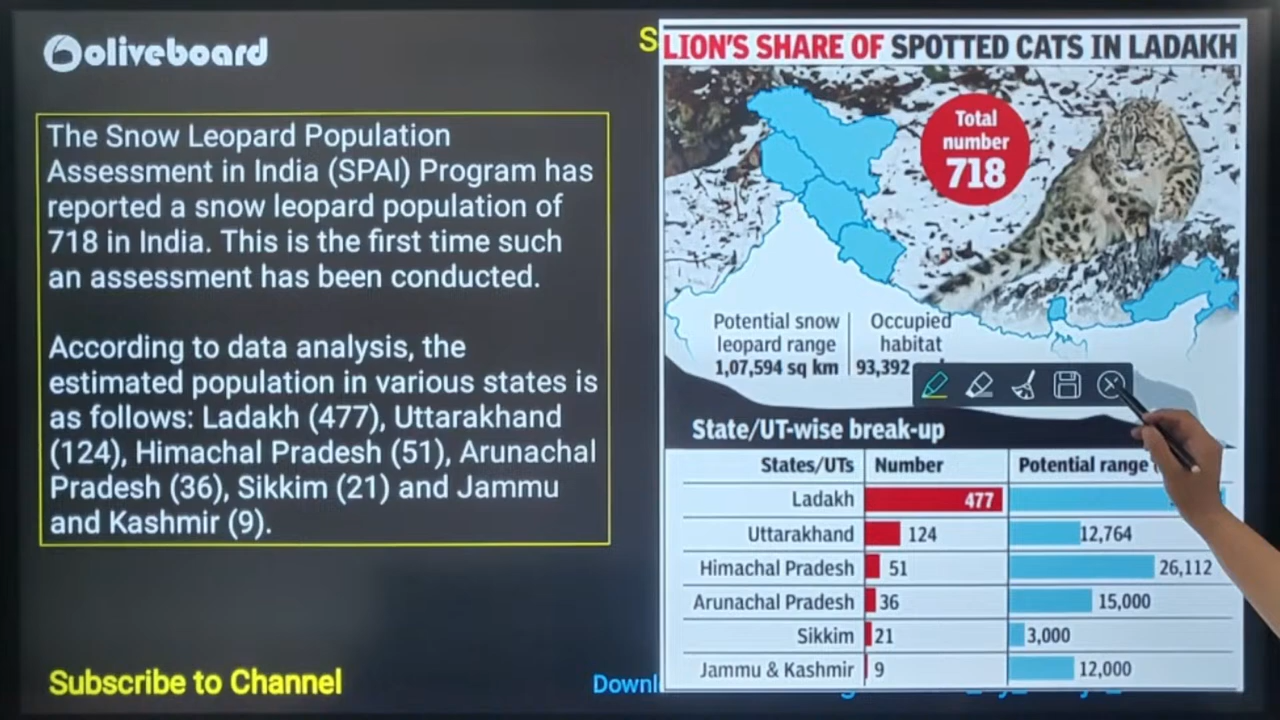 oliveboard
The Snow Leopard Population
Assessment in India (SPAI) Program has
reported a snow leopard population of
718 in India. This is the first time such
an assessment has been conducted.
According to data analysis, the
estimated population in various states is
as follows: Ladakh (477), Uttarakhand
(124), Himachal Pradesh (51), Arunachal
Pradesh (36), Sikkim (21) and Jammu
and Kashmir (9).
Subscribe to Channel
S
LION'S SHARE OF SPOTTED CATS IN LADAKH
Total
number
718
Potential snow
leopard range
1,07,594 sq km
Occupied
habitat
93,392
State/UT-wise break-up
States/UTs Number Potential range
Ladakh 477
Uttarakhand 124 12,764
Himachal Pradesh 51 26,112
Arunachal Pradesh 36 15,000
Sikkim 21 3,000
Jammu & Kashmir 9 12,000
Downl